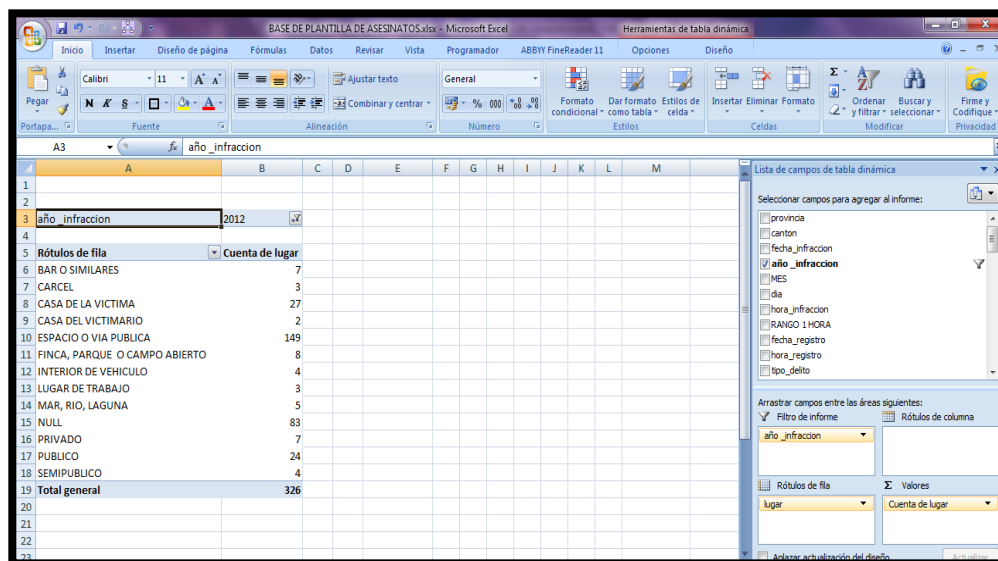 BASE DE PLANTILLA DE ASESINATOS.xlsx - Microsoft Excel
Herramientas de tabla dinámica
Inicio Insertar Diseño de página Fórmulas Datos Revisar Vista Programador ABBYY FineReader 11 Opciones Diseño
Pegar
Calibri 11 A A
N K S A
Ajustar texto
Combinar y centrar
General
% 000
Formato condicional
Dar formato como tabla
Estilos de celda
Insertar Eliminar Formato
Σ
Ordenar y filtrar
Buscar y seleccionar
Firme y Codifique
Portapa... Fuente Alineación Número Estilos Celdas Modificar Privacidad
A3 fx año _infraccion
A B C D E F G H I J K L M
1
2
3 año _infraccion 2012
4
5 Rótulos de fila Cuenta de lugar
6 BAR O SIMILARES 7
7 CARCEL 3
8 CASA DE LA VICTIMA 27
9 CASA DEL VICTIMARIO 2
10 ESPACIO O VIA PUBLICA 149
11 FINCA, PARQUE O CAMPO ABIERTO 8
12 INTERIOR DE VEHICULO 4
13 LUGAR DE TRABAJO 3
14 MAR, RIO, LAGUNA 5
15 NULL 83
16 PRIVADO 7
17 PUBLICO 24
18 SEMIPUBLICO 4
19 Total general 326
20
21
22
23
Lista de campos de tabla dinámica
Seleccionar campos para agregar al informe:
provincia
canton
fecha_infraccion
año _infraccion
MES
dia
hora_infraccion
RANGO 1 HORA
fecha_registro
hora_registro
tipo_delito
Arrastrar campos entre las áreas siguientes:
Filtro de informe Rótulos de columna
año _infraccion
Rótulos de fila Σ Valores
lugar Cuenta de lugar
Aplazar actualización del diseño Actualizar